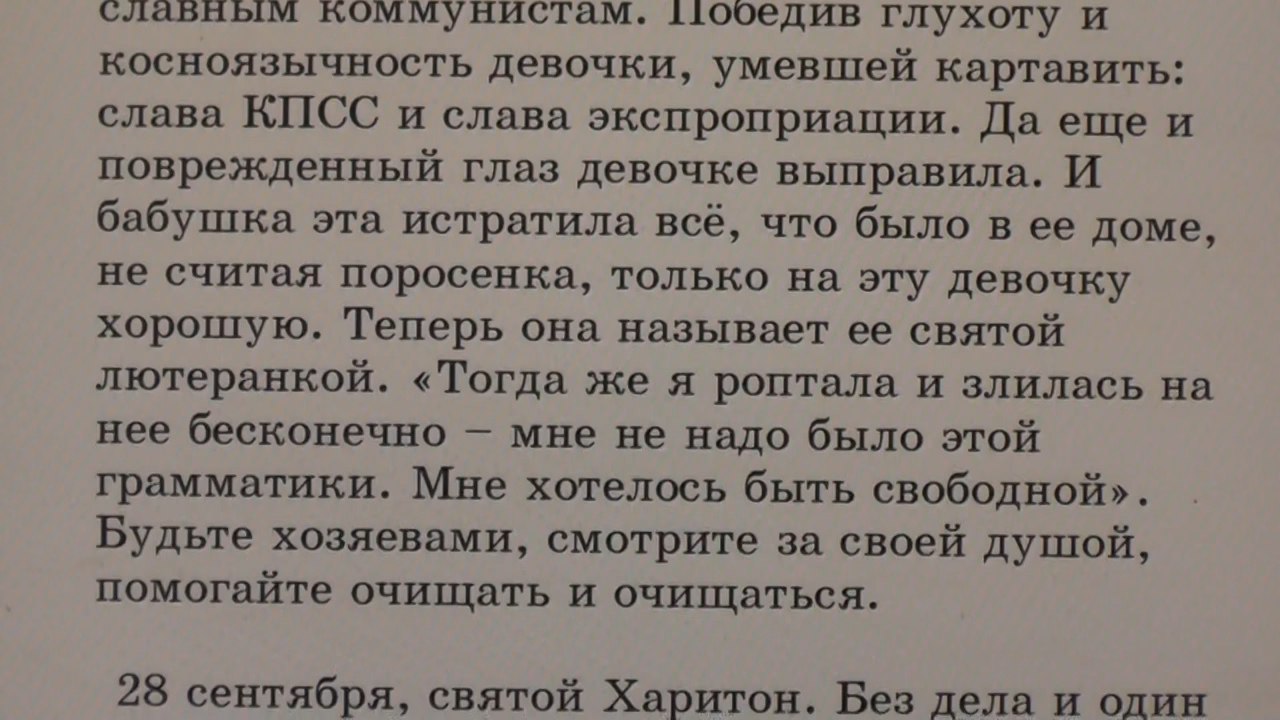 славным коммунистам. Победив глухоту и
косноязычность девочки, умевшей картавить:
слава КПСС и слава экспроприации. Да еще и
поврежденный глаз девочке выправила. И
бабушка эта истратила всё, что было в ее доме,
не считая поросенка, только на эту девочку
хорошую. Теперь она называет ее святой
лютеранкой. «Тогда же я роптала и злилась на
нее бесконечно – мне не надо было этой
грамматики. Мне хотелось быть свободной».
Будьте хозяевами, смотрите за своей душой,
помогайте очищать и очищаться.
28 сентября, святой Харитон. Без дела и один